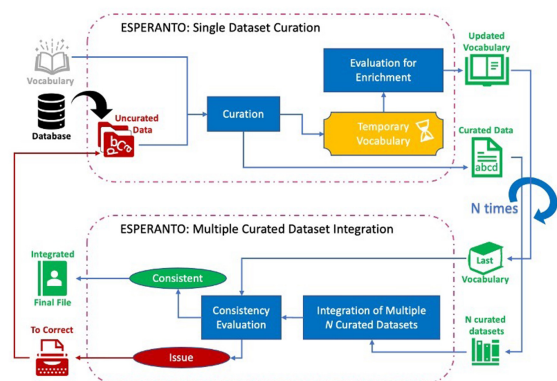 ESPERANTO: Single Dataset Curation
Updated
Vocabulary
Vocabulary
Evaluation for
Enrichment
Database
Uncurated
Data
Curation
Temporary
Vocabulary
Curated Data
abcd
N times
ESPERANTO: Multiple Curated Dataset Integration
Integrated
Final File
Consistent
Last
Vocabulary
Consistency
Evaluation
Integration of Multiple
N Curated Datasets
N curated
datasets
To Correct
Issue